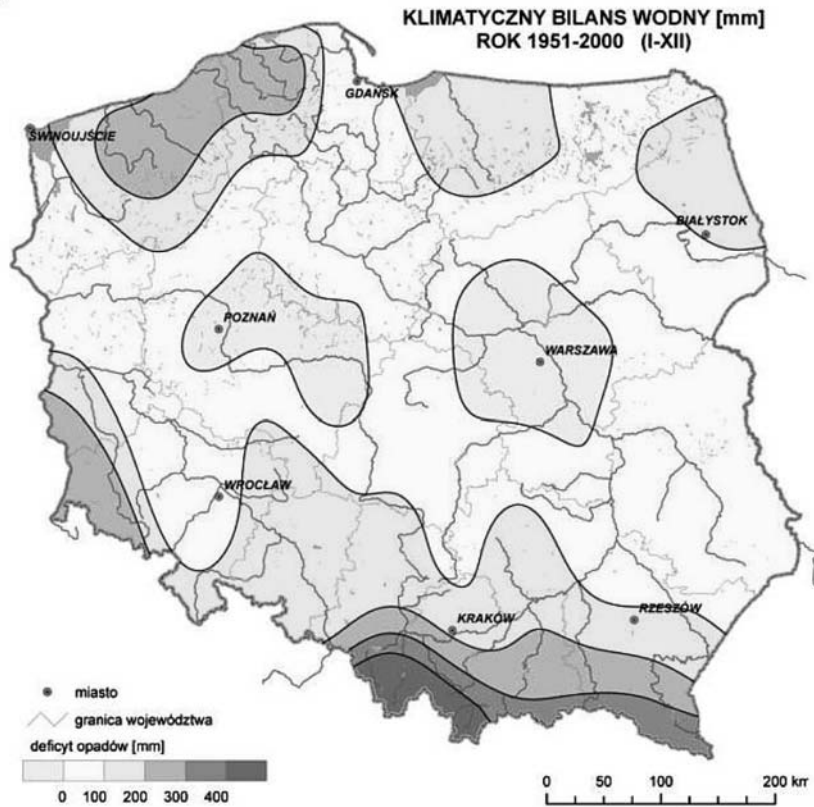 KLIMATYCZNY BILANS WODNY [mm]
ROK 1951-2000 (I-XII)
GDAŃSK
ŚWINOUJŚCIE
BIAŁYSTOK
POZNAŃ
WARSZAWA
WROCŁAW
KRAKÓW
RZESZÓW
miasto
granica województwa
deficyt opadów [mm]
0 100 200 300 400
0 50 100 200 km